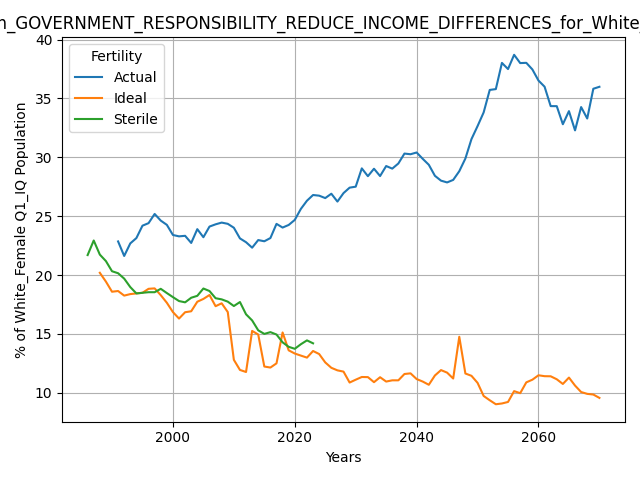 GOVERNMENT_RESPONSIBILITY_REDUCE_INCOME_DIFFERENCES_for_White_
Fertility
Actual
Ideal
Sterile
% of White_Female Q1_IQ Population
40
35
30
25
20
15
10
2000
2020
2040
2060
Years